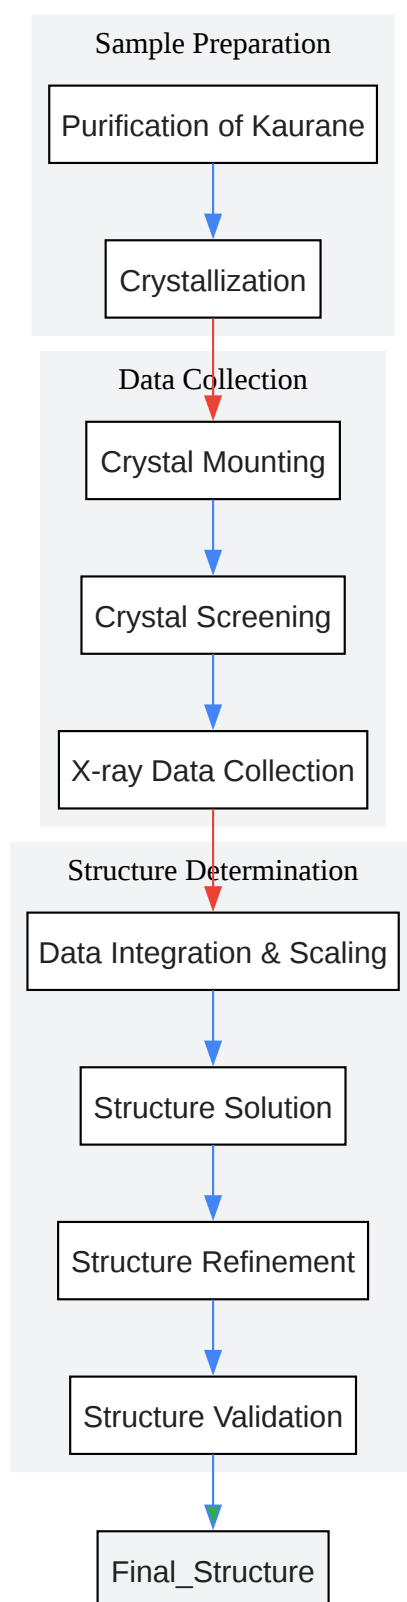 Sample Preparation
Purification of Kaurane
Crystallization
Data Collection
Crystal Mounting
Crystal Screening
X-ray Data Collection
Structure Determination
Data Integration & Scaling
Structure Solution
Structure Refinement
Structure Validation
Final_Structure